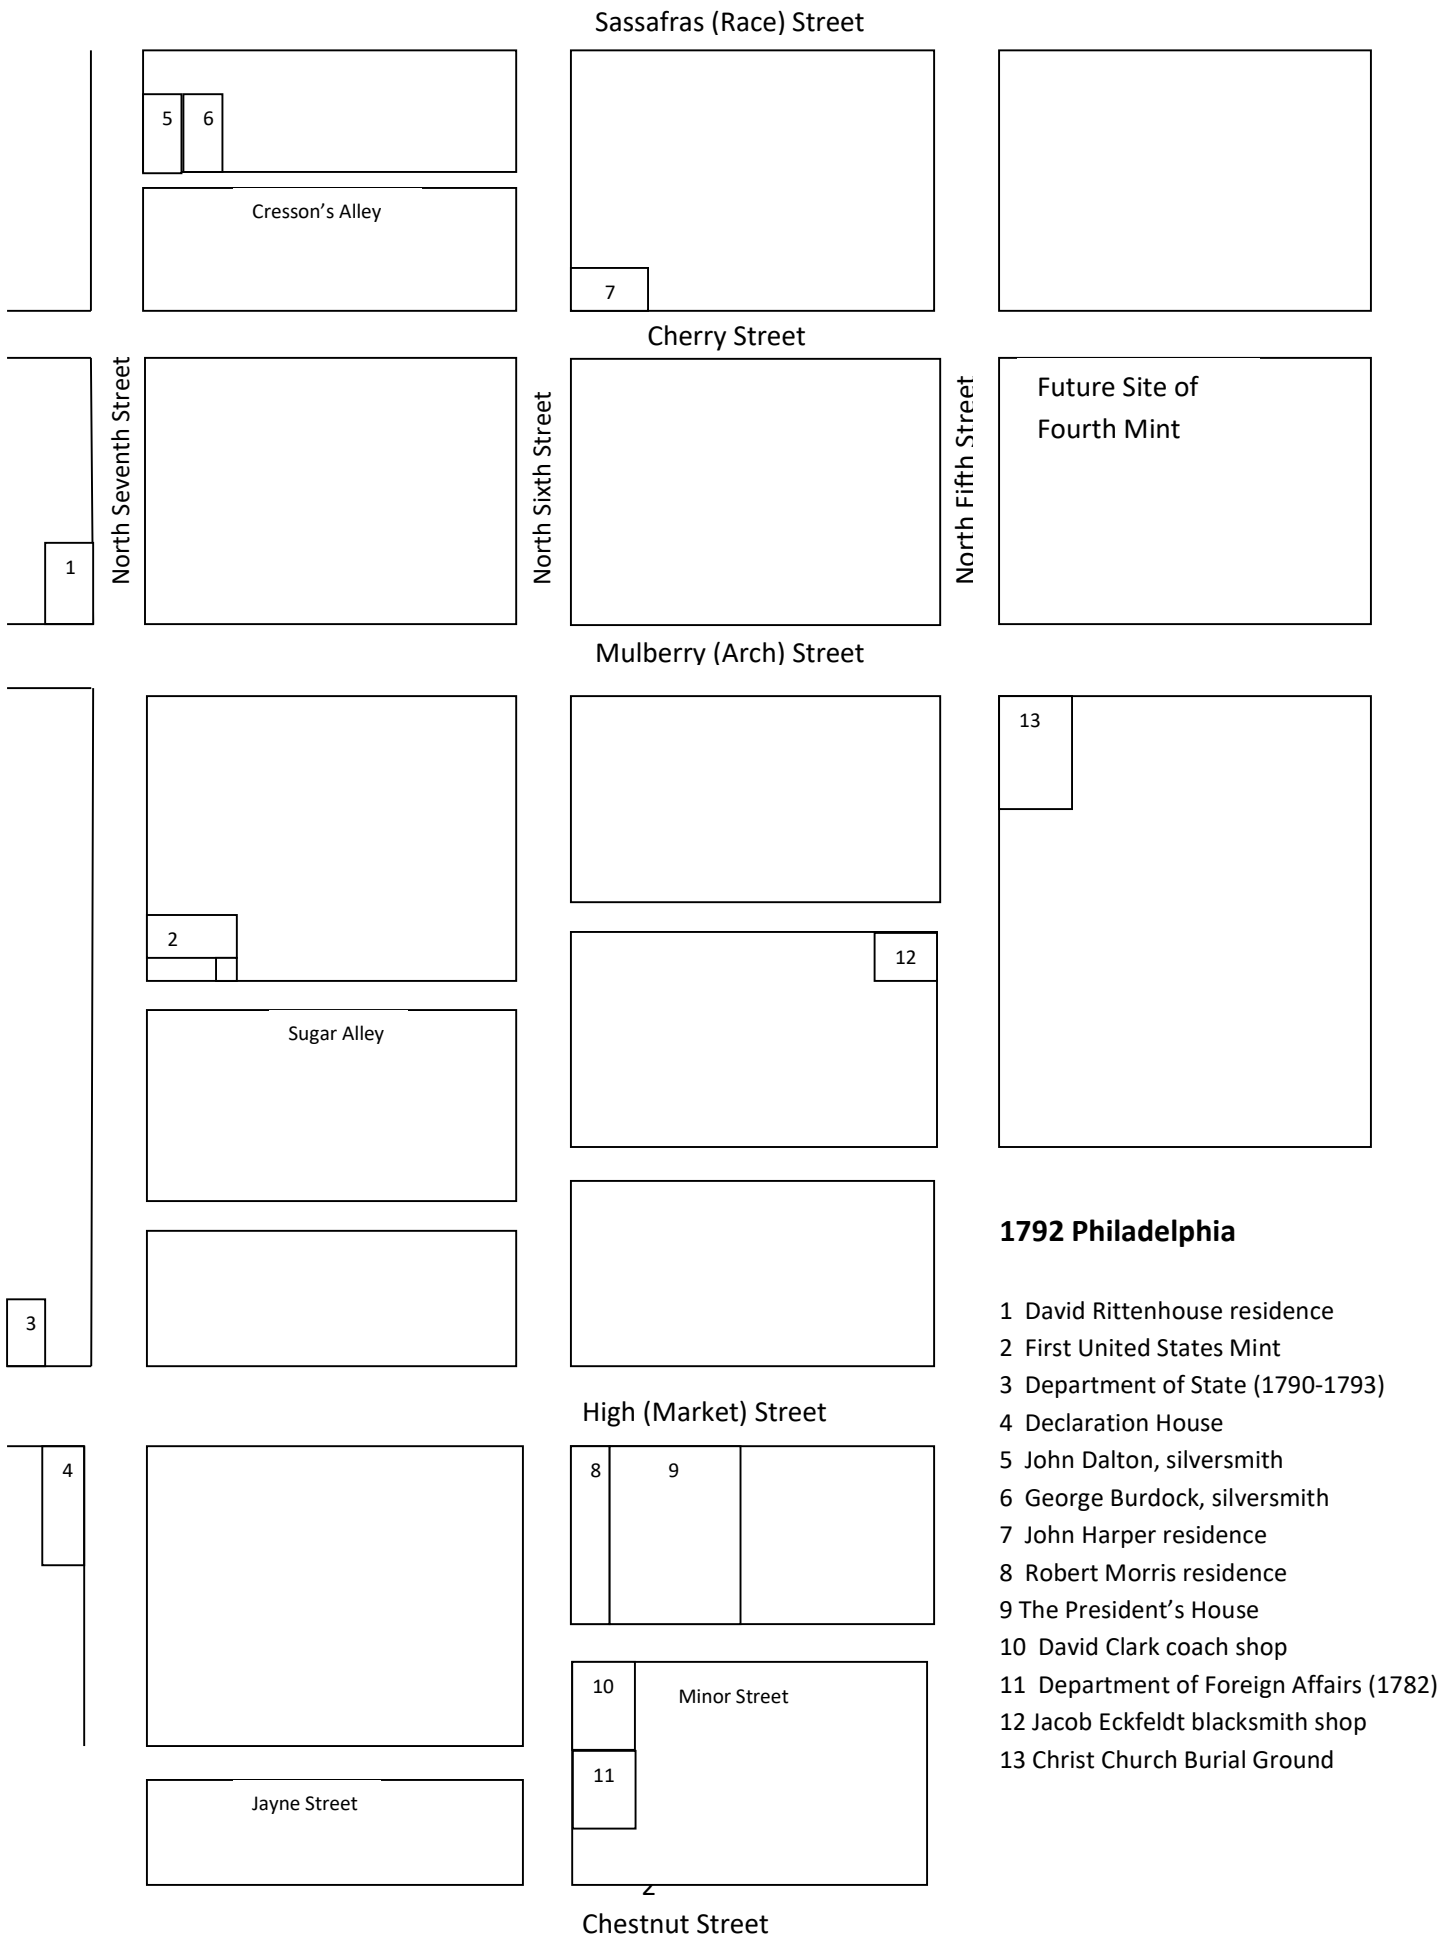 Sassafras (Race) Street
5
6
Cresson’s Alley
7
Cherry Street
North Seventh Street
North Sixth Street
North Fifth Street
Future Site of
Fourth Mint
1
Mulberry (Arch) Street
13
2
12
Sugar Alley
3
High (Market) Street
4
8
9
10
Minor Street
11
Jayne Street
2
Chestnut Street
1792 Philadelphia
1 David Rittenhouse residence
2 First United States Mint
3 Department of State (1790-1793)
4 Declaration House
5 John Dalton, silversmith
6 George Burdock, silversmith
7 John Harper residence
8 Robert Morris residence
9 The President’s House
10 David Clark coach shop
11 Department of Foreign Affairs (1782)
12 Jacob Eckfeldt blacksmith shop
13 Christ Church Burial Ground